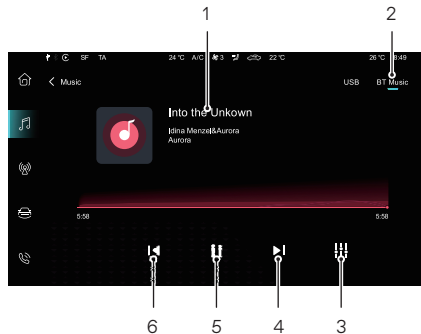 1
2
SF TA 24 °C A/C 3 22 °C 26 °C 8:49
Music
USB BT Music
Into the Unkown
Idina Menzel&Aurora
Aurora
5:58 5:58
6 5 4 3